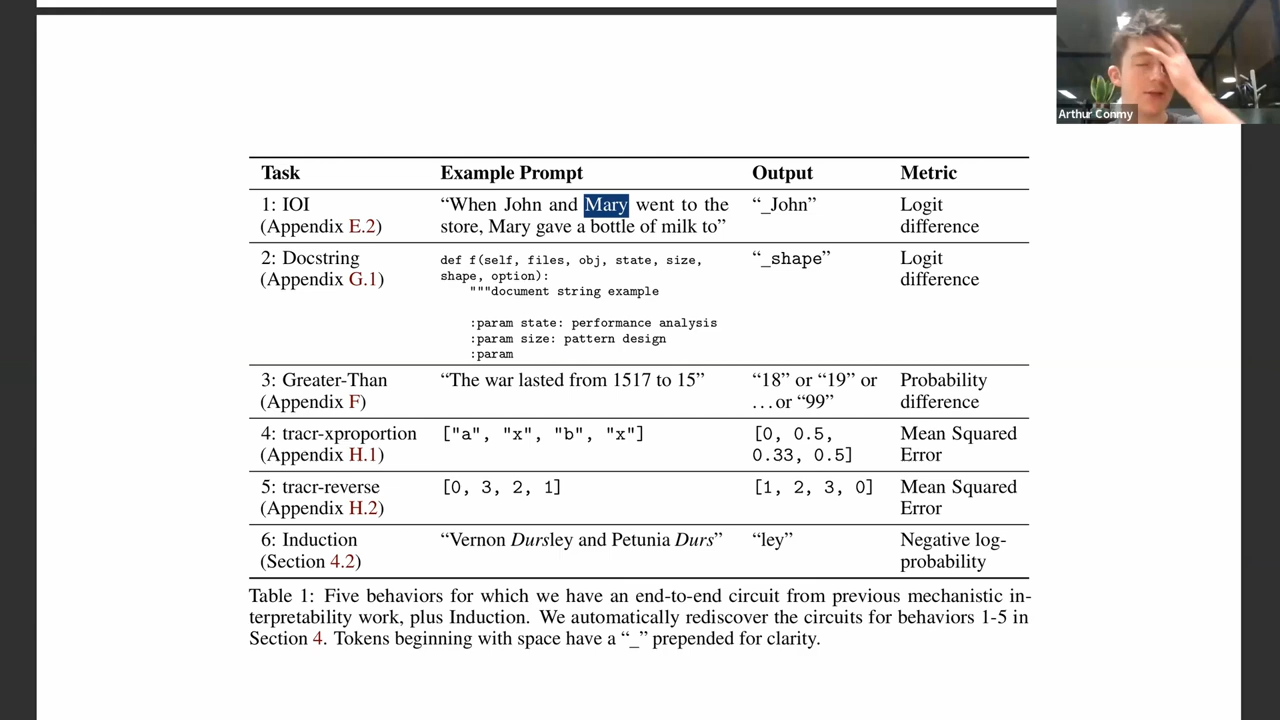 Arthur Conmy
Task Example Prompt Output Metric
1: IOI “When John and Mary went to the “_John” Logit
(Appendix E.2) store, Mary gave a bottle of milk to” difference
2: Docstring def f(self, files, obj, state, size, “_shape” Logit
(Appendix G.1) shape, option): difference
"""document string example
:param state: performance analysis
:param size: pattern design
:param
3: Greater-Than “The war lasted from 1517 to 15” “18” or “19” or Probability
(Appendix F) ...or “99” difference
4: tracr-xproportion ["a", "x", "b", "x"] [0, 0.5, Mean Squared
(Appendix H.1) 0.33, 0.5] Error
5: tracr-reverse [0, 3, 2, 1] [1, 2, 3, 0] Mean Squared
(Appendix H.2) Error
6: Induction “Vernon Dursley and Petunia Durs” “ley” Negative log-
(Section 4.2) probability
Table 1: Five behaviors for which we have an end-to-end circuit from previous mechanistic in-
terpretability work, plus Induction. We automatically rediscover the circuits for behaviors 1-5 in
Section 4. Tokens beginning with space have a “_” prepended for clarity.